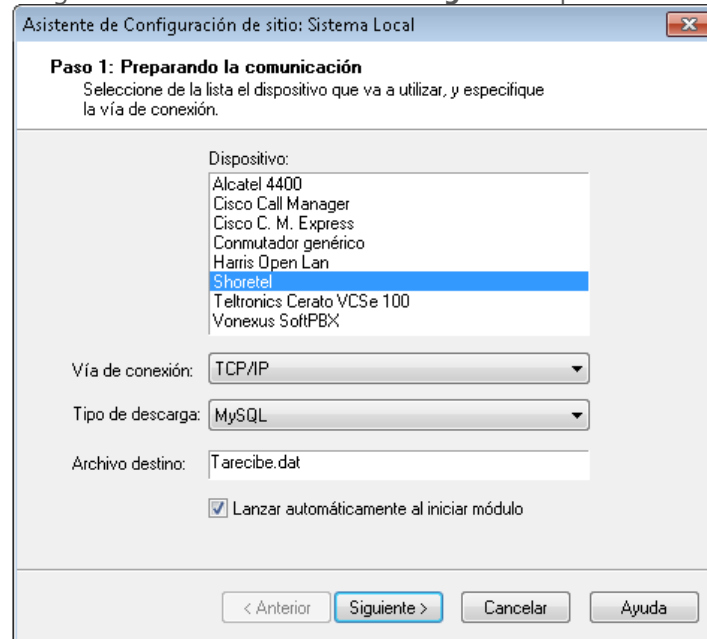 Asistente de Configuración de sitio: Sistema Local
Paso 1: Preparando la comunicación
Seleccione de la lista el dispositivo que va a utilizar, y especifique
la vía de conexión.
Dispositivo:
Alcatel 4400
Cisco Call Manager
Cisco C. M. Express
Conmutador genérico
Harris Open Lan
Shoretel
Teltronics Cerato VCSe 100
Vonexus SoftPBX
Vía de conexión: TCP/IP
Tipo de descarga: MySQL
Archivo destino: Tarecibe.dat
Lanzar automáticamente al iniciar módulo
< Anterior Siguiente > Cancelar Ayuda